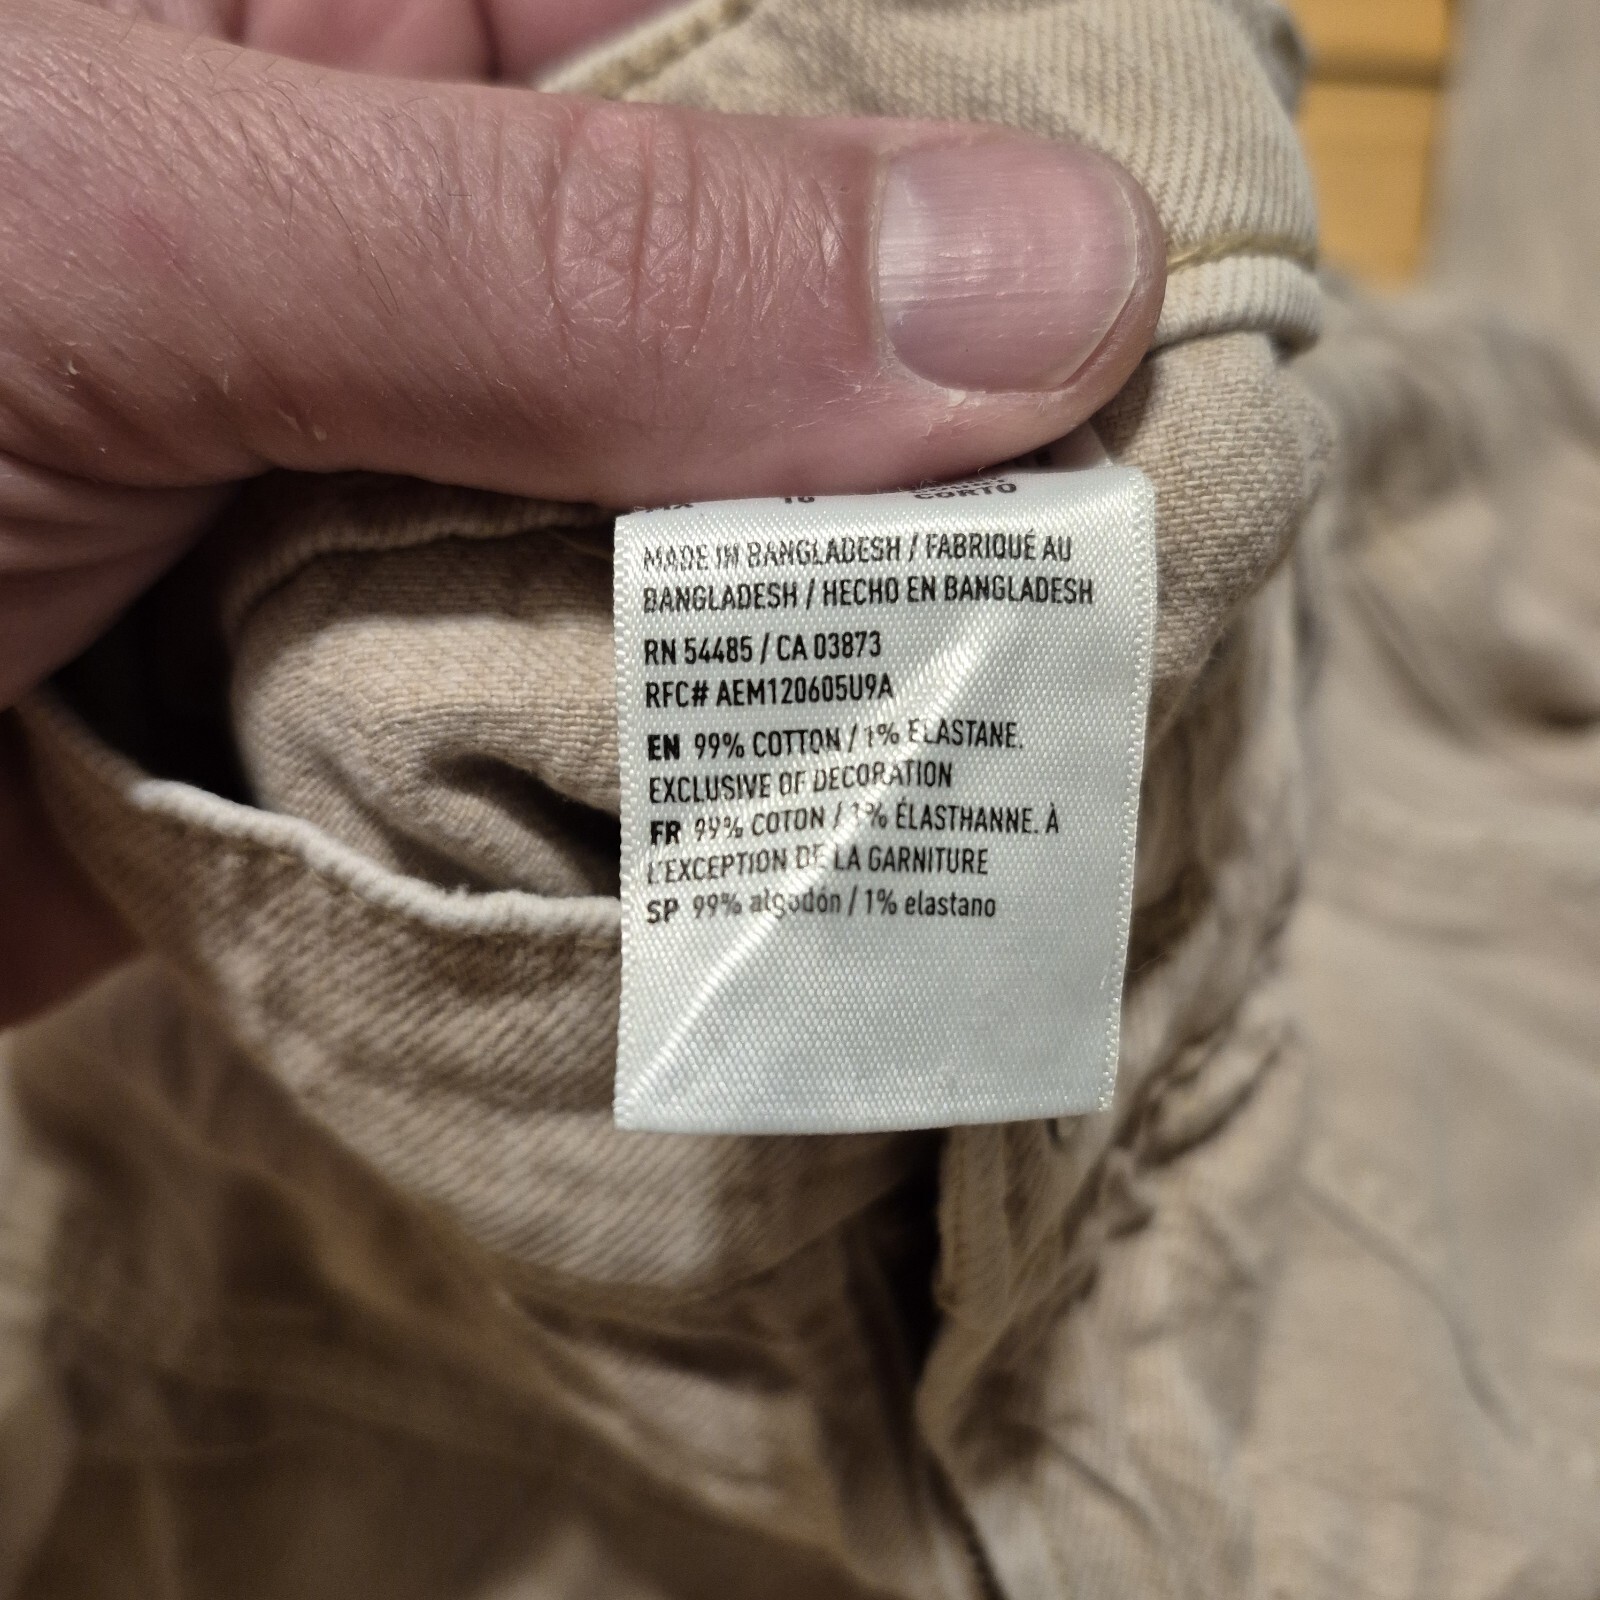 CORTO
MADE IN BANGLADESH / FABRIQUÉ AU
BANGLADESH / HECHO EN BANGLADESH
RN 54485 / CA 03873
RFC# AEM120605U9A
EN 99% COTTON / 1% ELASTANE.
EXCLUSIVE OF DECORATION
FR 99% COTON / 1% ÉLASTHANNE. À
L'EXCEPTION DE LA GARNITURE
SP 99% algodón / 1% elastano